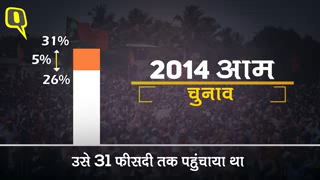 31%
5%
26%
2014 आम
चुनाव
उसे 31 फीसदी तक पहुंचाया था